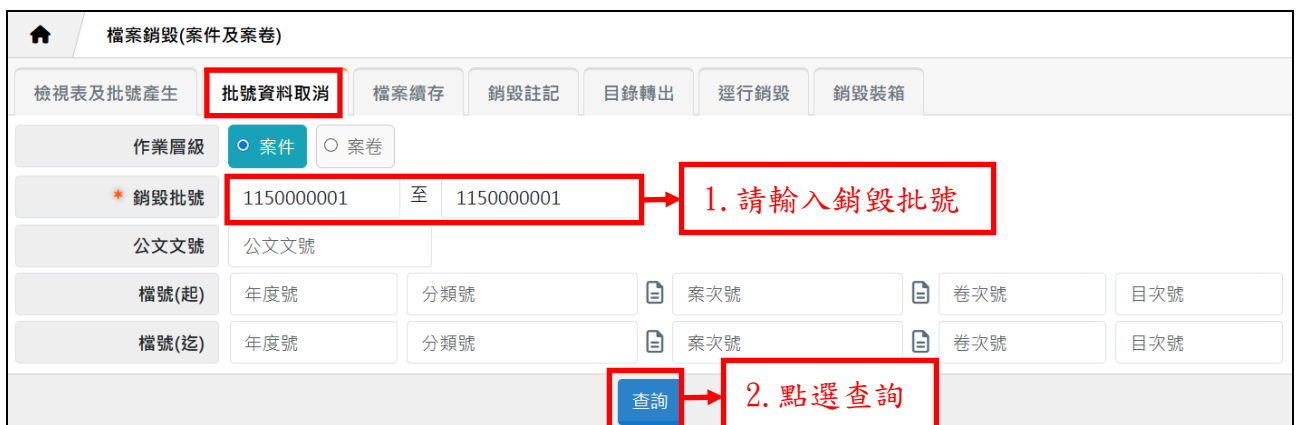 檔案銷毀(案件及案卷)
檢視表及批號產生 批號資料取消 檔案續存 銷毀註記 目錄轉出 逕行銷毀 銷毀裝箱
作業層級 案件 案卷
* 銷毀批號 1150000001 至 1150000001 1.請輸入銷毀批號
公文文號 公文文號
檔號(起) 年度號 分類號 案次號 卷次號 目次號
檔號(迄) 年度號 分類號 案次號 卷次號 目次號
查詢 2.點選查詢